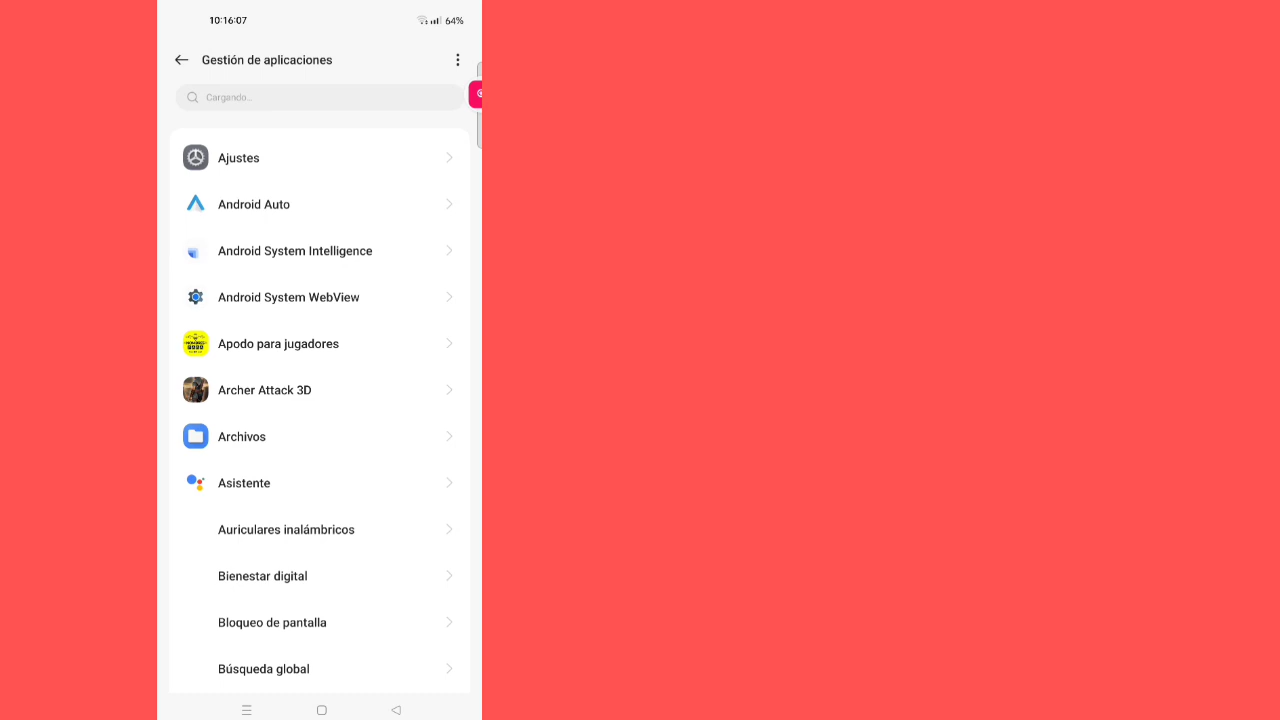 10:16:07
64%
Gestión de aplicaciones
Cargando...
Ajustes
Android Auto
Android System Intelligence
Android System WebView
Apodo para jugadores
Archer Attack 3D
Archivos
Asistente
Auriculares inalámbricos
Bienestar digital
Bloqueo de pantalla
Búsqueda global